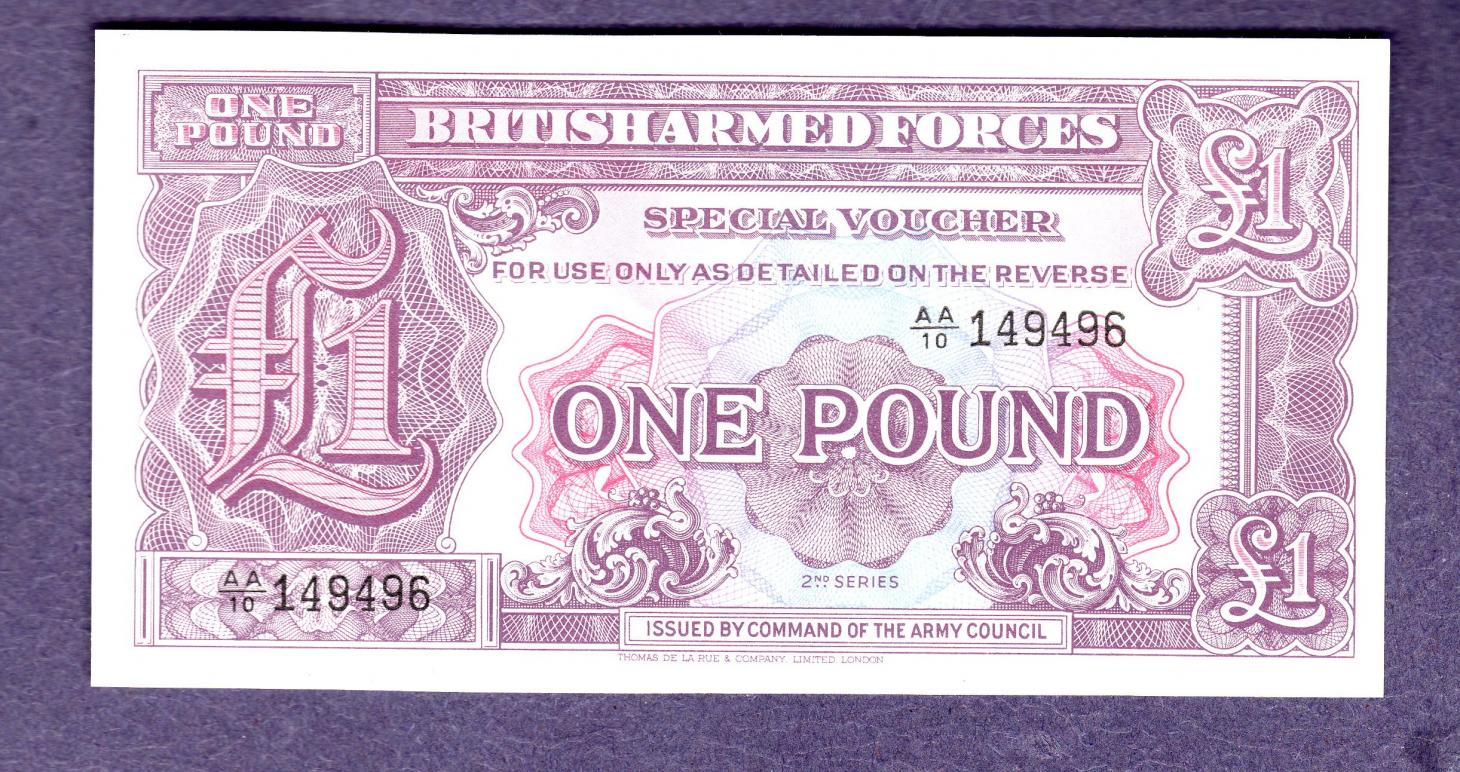 ONE
POUND
BRITISH ARMED FORCES
£1
SPECIAL VOUCHER
FOR USE ONLY AS DETAILED ON THE REVERSE
AA/10 149496
£1
ONE POUND
2ND SERIES
£1
AA/10 149496
ISSUED BY COMMAND OF THE ARMY COUNCIL
THOMAS DE LA RUE & COMPANY, LIMITED, LONDON